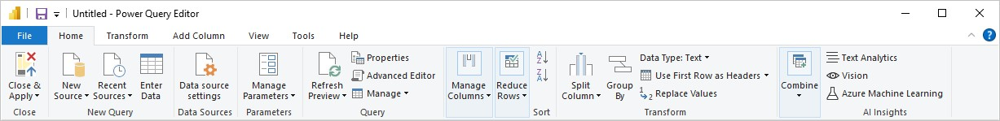 Untitled - Power Query Editor
File Home Transform Add Column View Tools Help
Close & Apply
New Source
Recent Sources
Enter Data
Data source settings
Manage Parameters
Refresh Preview
Properties
Advanced Editor
Manage
Manage Columns
Reduce Rows
A Z
Z A
Split Column
Group By
Data Type: Text
Use First Row as Headers
1 2 Replace Values
Combine
Text Analytics
Vision
Azure Machine Learning
Close New Query Data Sources Parameters Query Sort Transform AI Insights